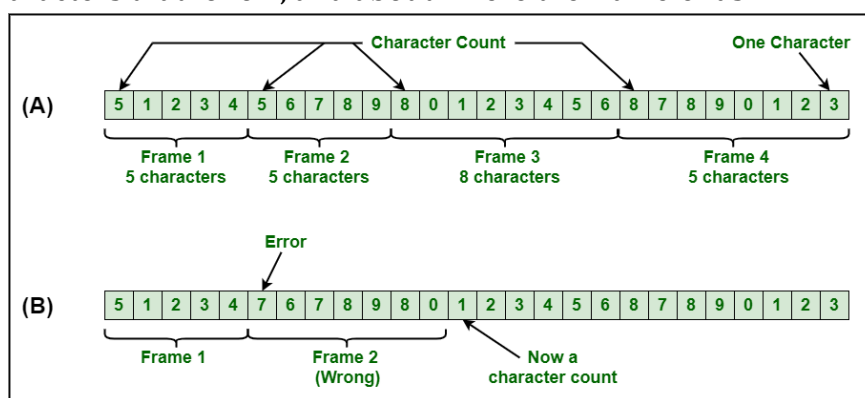 Character Count
One Character
(A)
5 1 2 3 4 5 6 7 8 9 8 0 1 2 3 4 5 6 8 7 8 9 0 1 2 3
Frame 1
5 characters
Frame 2
5 characters
Frame 3
8 characters
Frame 4
5 characters
Error
(B)
5 1 2 3 4 7 6 7 8 9 8 0 1 2 3 4 5 6 8 7 8 9 0 1 2 3
Frame 1
Frame 2
(Wrong)
Now a
character count